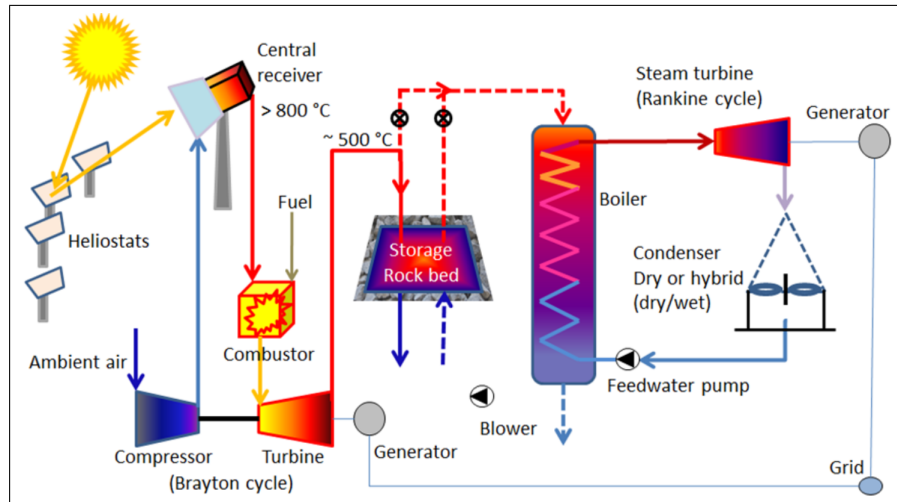 Central
receiver
> 800 °C
~ 500 °C
Steam turbine
(Rankine cycle)
Generator
Heliostats
Fuel
Storage
Rock bed
Boiler
Condenser
Dry or hybrid
(dry/wet)
Ambient air
Combustor
Feedwater pump
Blower
Compressor
Turbine
Generator
(Brayton cycle)
Grid